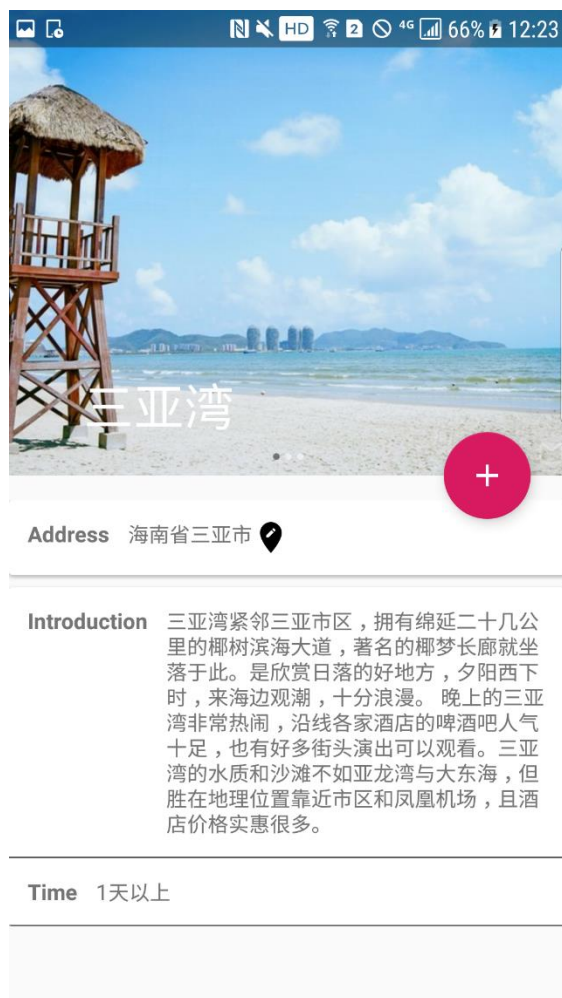 HD 2 4G 66% 12:23
三亚湾
Address 海南省三亚市
Introduction 三亚湾紧邻三亚市区，拥有绵延二十几公
里的椰树滨海大道，著名的椰梦长廊就坐
落于此。是欣赏日落的好地方，夕阳西下
时，来海边观潮，十分浪漫。 晚上的三亚
湾非常热闹，沿线各家酒店的啤酒吧人气
十足，也有好多街头演出可以观看。三亚
湾的水质和沙滩不如亚龙湾与大东海，但
胜在地理位置靠近市区和凤凰机场，且酒
店价格实惠很多。
Time 1天以上